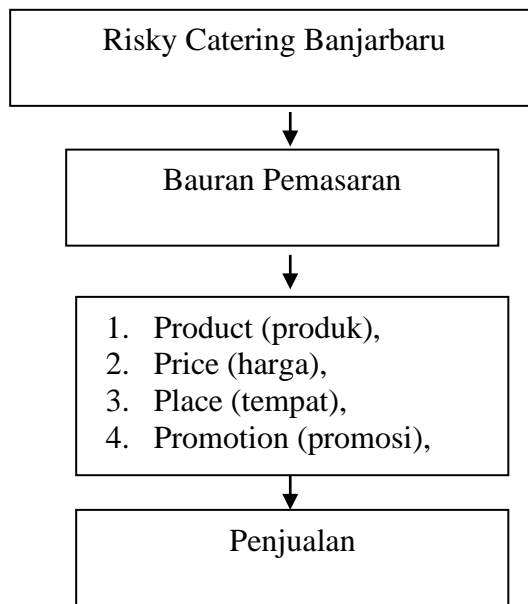 Risky Catering Banjarbaru
Bauran Pemasaran
1. Product (produk),
2. Price (harga),
3. Place (tempat),
4. Promotion (promosi),
Penjualan